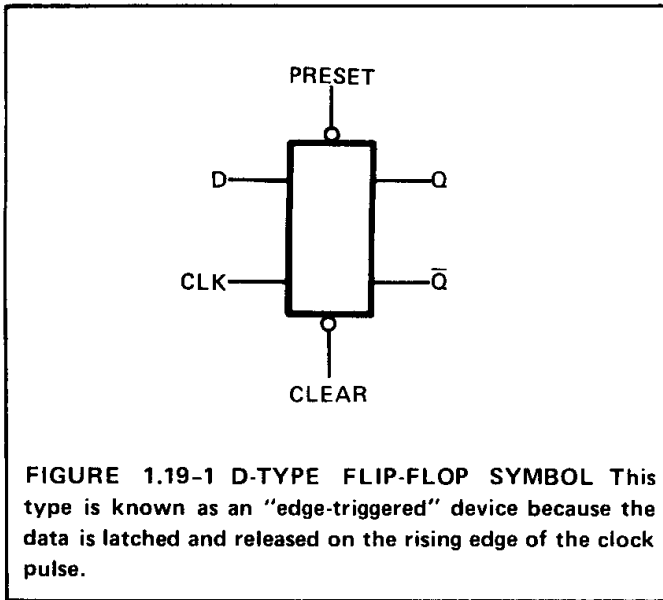 PRESET
D
Q
CLK
Q̅
CLEAR
FIGURE 1.19-1 D-TYPE FLIP-FLOP SYMBOL This
type is known as an "edge-triggered" device because the
data is latched and released on the rising edge of the clock
pulse.